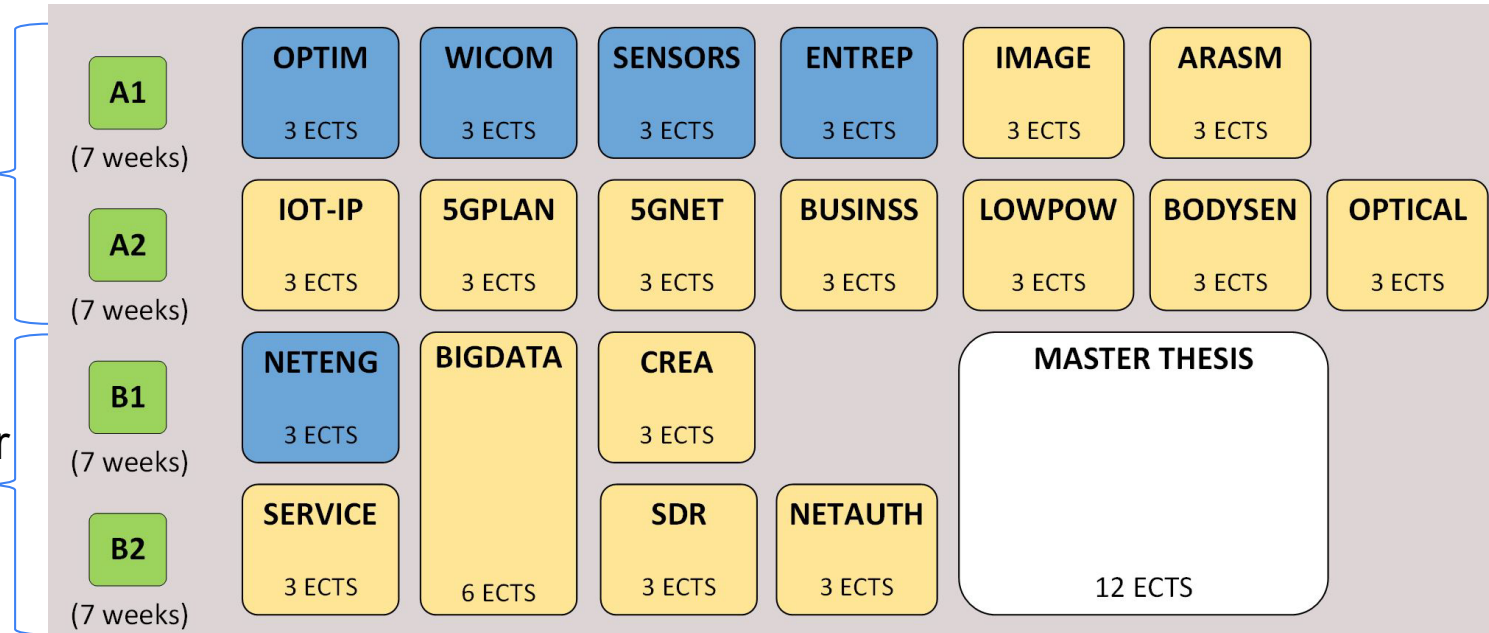 OPTIM WICOM SENSORS ENTREP IMAGE ARASM
A1
3 ECTS 3 ECTS 3 ECTS 3 ECTS 3 ECTS 3 ECTS
(7 weeks)
IOT-IP 5GPLAN 5GNET BUSINSS LOWPOW BODYSEN OPTICAL
A2
3 ECTS 3 ECTS 3 ECTS 3 ECTS 3 ECTS 3 ECTS 3 ECTS
(7 weeks)
NETENG BIGDATA CREA MASTER THESIS
B1
3 ECTS 3 ECTS
r
(7 weeks)
SERVICE SDR NETAUTH
B2
3 ECTS 6 ECTS 3 ECTS 3 ECTS 12 ECTS
(7 weeks)